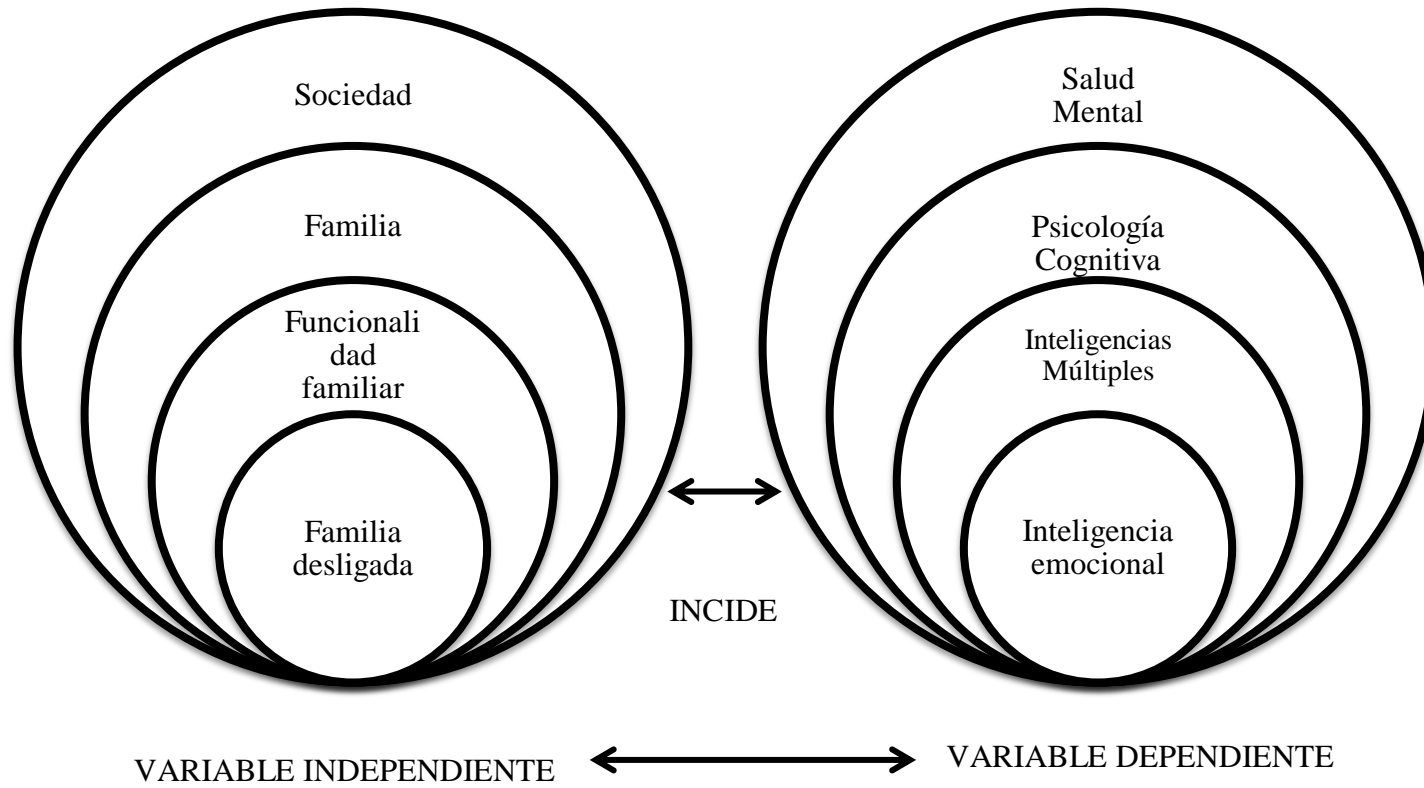 Sociedad
Familia
Funcionali
dad
familiar
Familia
desligada
Salud
Mental
Psicología
Cognitiva
Inteligencias
Múltiples
Inteligencia
emocional
INCIDE
VARIABLE INDEPENDIENTE
VARIABLE DEPENDIENTE